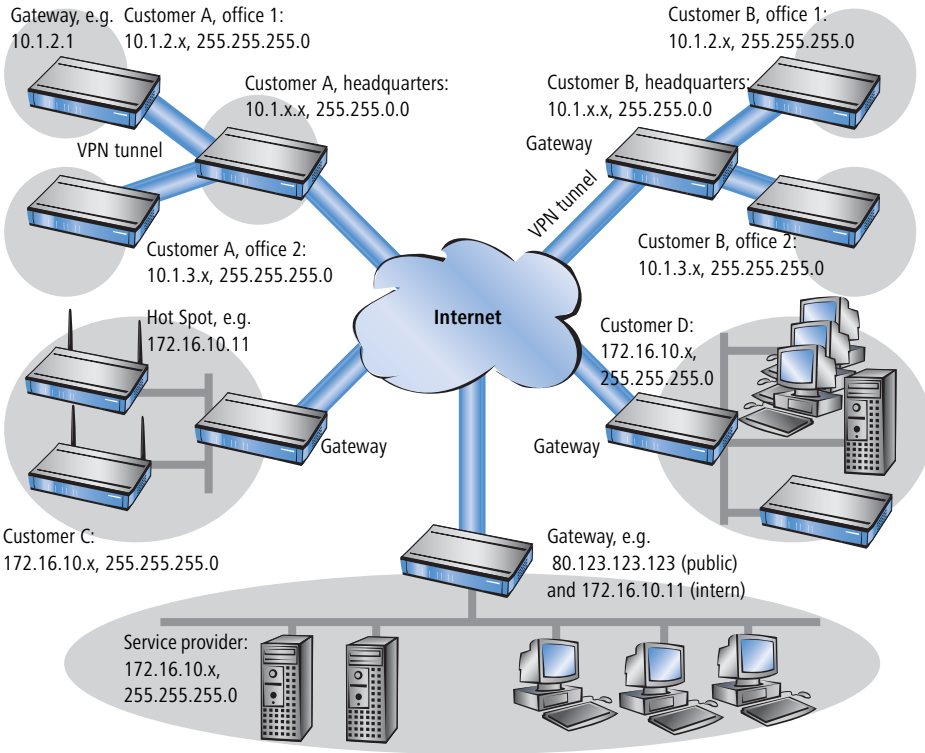 Gateway, e.g.
10.1.2.1
Customer A, office 1:
10.1.2.x, 255.255.255.0
Customer B, office 1:
10.1.2.x, 255.255.255.0
Customer A, headquarters:
10.1.x.x, 255.255.0.0
Customer B, headquarters:
10.1.x.x, 255.255.0.0
Gateway
VPN tunnel
VPN tunnel
Customer A, office 2:
10.1.3.x, 255.255.255.0
Customer B, office 2:
10.1.3.x, 255.255.255.0
Internet
Hot Spot, e.g.
172.16.10.11
Customer D:
172.16.10.x,
255.255.255.0
Gateway
Gateway
Customer C:
172.16.10.x, 255.255.255.0
Gateway, e.g.
80.123.123.123 (public)
and 172.16.10.11 (intern)
Service provider:
172.16.10.x,
255.255.255.0